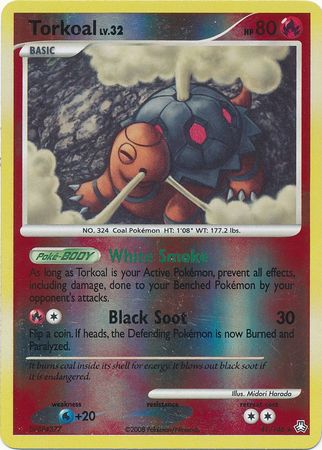 Torkoal LV.32 HP 80
BASIC
NO. 324 Coal Pokémon HT: 1'08" WT: 177.2 lbs.
Poké-BODY White Smoke
As long as Torkoal is your Active Pokémon, prevent all effects,
including damage, done to your Benched Pokémon by your
opponent's attacks.
Black Soot 30
Flip a coin. If heads, the Defending Pokémon is now Burned and
Paralyzed.
It burns coal inside its shell for energy. It blows out black soot if
it is endangered.
Illus. Midori Harada
weakness resistance retreat cost
+20
©2008 Pokémon/Nintendo